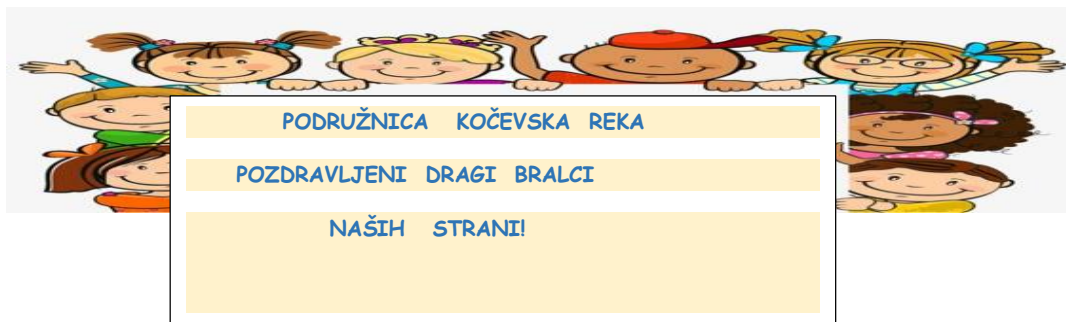 PODRUŽNICA KOČEVSKA REKA
POZDRAVLJENI DRAGI BRALCI
NAŠIH STRANI!